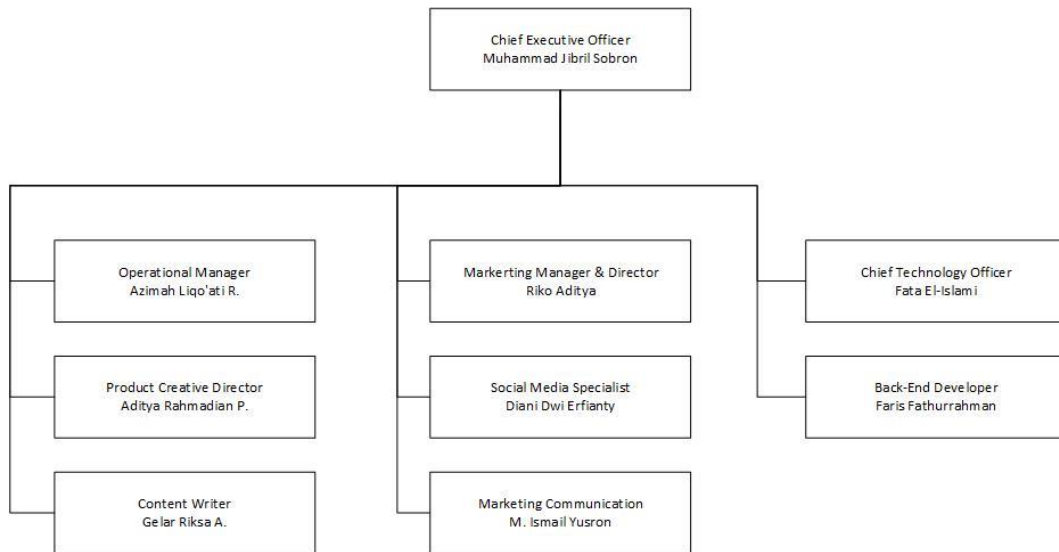 Chief Executive Officer
Muhammad Jibril Sobron
Operational Manager
Azimah Liqo'ati R.
Markerting Manager & Director
Riko Aditya
Chief Technology Officer
Fata El-Islami
Product Creative Director
Aditya Rahmadian P.
Social Media Specialist
Diani Dwi Erfianty
Back-End Developer
Faris Fathurrahman
Content Writer
Gelar Riksa A.
Marketing Communication
M. Ismail Yusron